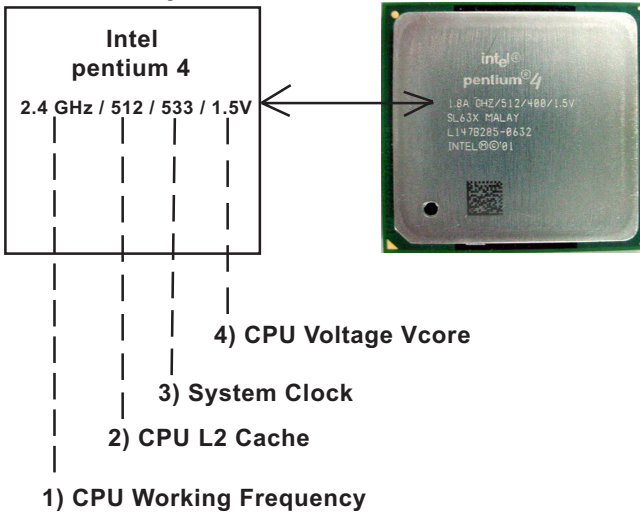 Intel
pentium 4
2.4 GHz / 512 / 533 / 1.5V
intel®
pentium®4
1.8A GHZ/512/400/1.5V
SL63X MALAY
L147B205-0632
INTEL®©'01
4) CPU Voltage Vcore
3) System Clock
2) CPU L2 Cache
1) CPU Working Frequency